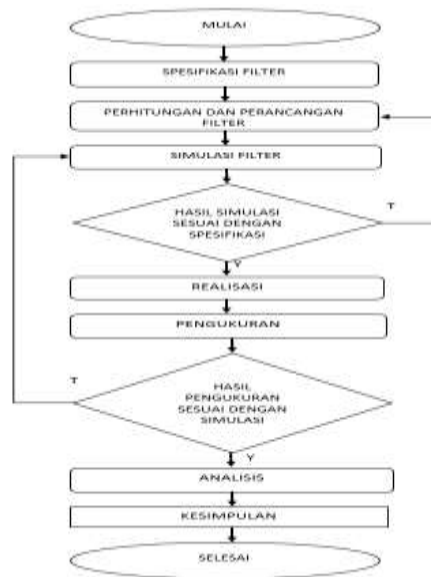 MULAI
SPESIFIKASI FILTER
PERHITUNGAN DAN PERANCANGAN
FILTER
SIMULASI FILTER
HASIL SIMULASI
SESUAI DENGAN
SPESIFIKASI
T
Y
REALISASI
PENGUKURAN
T
HASIL
PENGUKURAN
SESUAI DENGAN
SIMULASI
Y
ANALISIS
KESIMPULAN
SELESAI